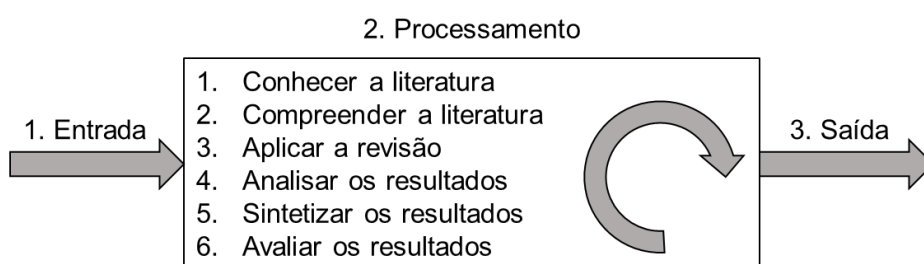 2. Processamento
1. Entrada
1. Conhecer a literatura
2. Compreender a literatura
3. Aplicar a revisão
4. Analisar os resultados
5. Sintetizar os resultados
6. Avaliar os resultados
3. Saída